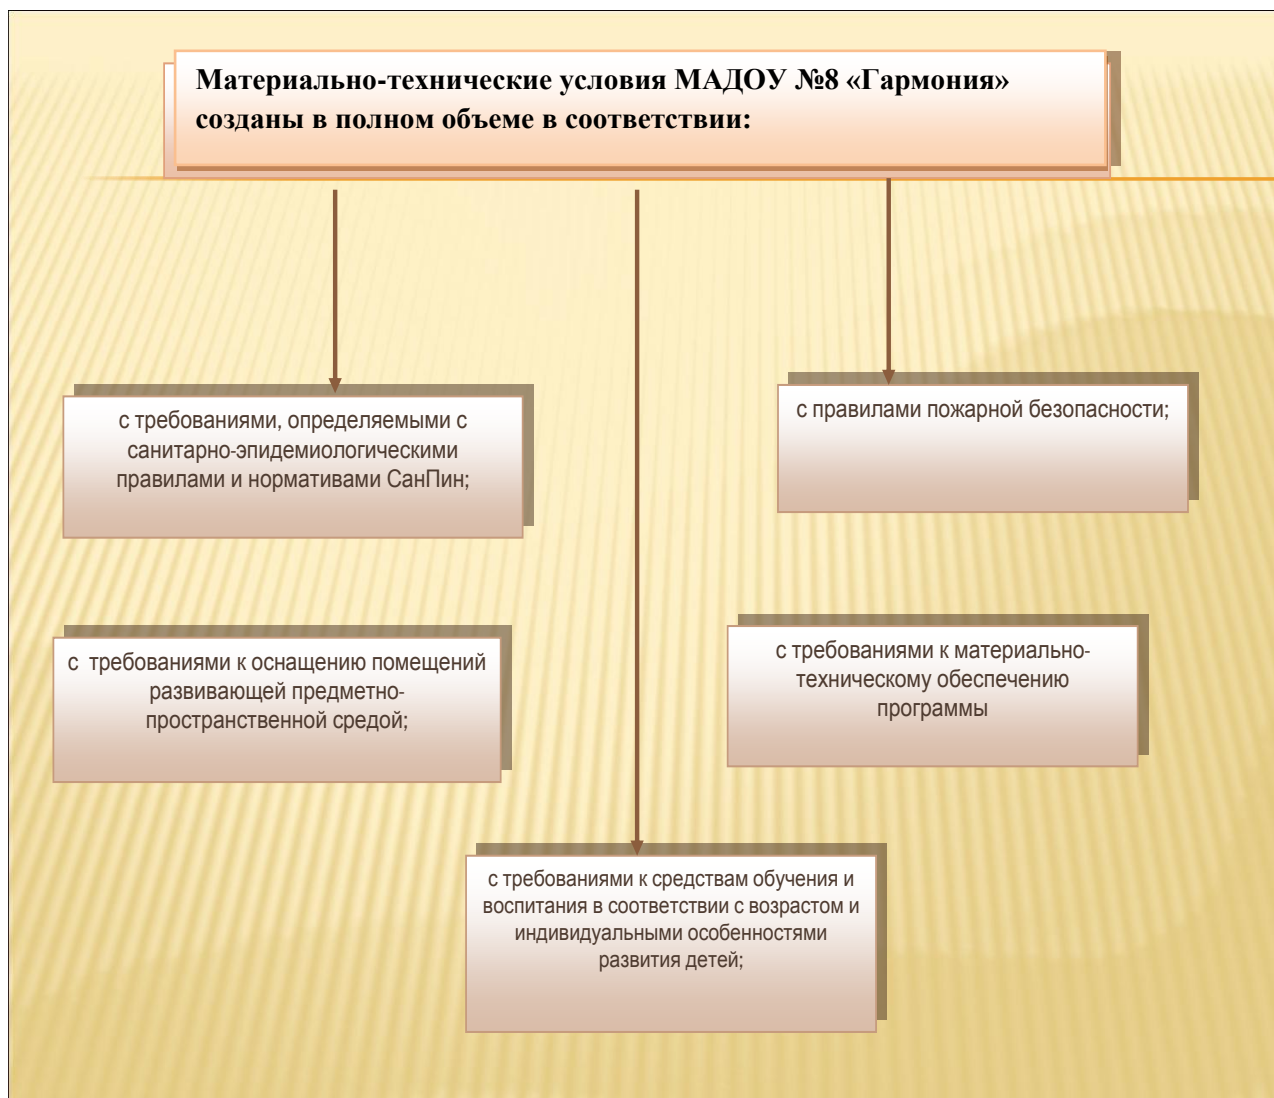 Материально-технические условия МАДОУ №8 «Гармония»
созданы в полном объеме в соответствии:
с требованиями, определяемыми с
санитарно-эпидемиологическими
правилами и нормативами СанПин;
с правилами пожарной безопасности;
с требованиями к оснащению помещений
развивающей предметно-
пространственной средой;
с требованиями к материально-
техническому обеспечению
программы
с требованиями к средствам обучения и
воспитания в соответствии с возрастом и
индивидуальными особенностями
развития детей;